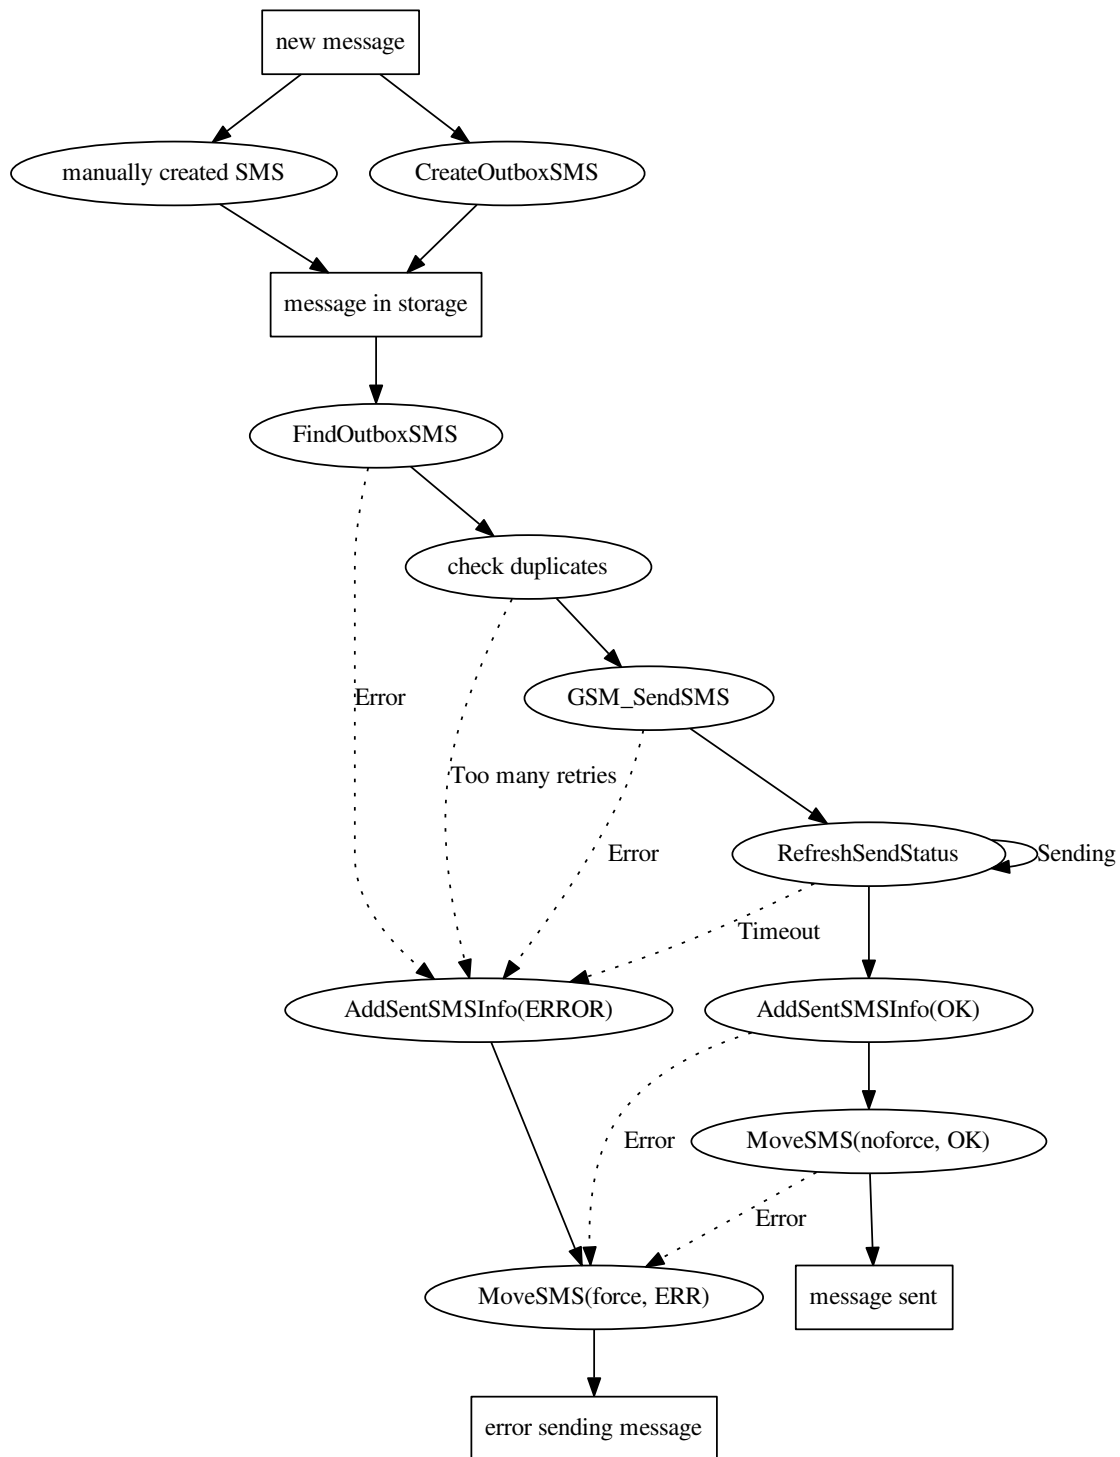 new message
manually created SMS
CreateOutboxSMS
message in storage
FindOutboxSMS
check duplicates
Error
GSM_SendSMS
Too many retries
Error
RefreshSendStatus
Sending
Timeout
AddSentSMSInfo(ERROR)
AddSentSMSInfo(OK)
Error
MoveSMS(noforce, OK)
Error
MoveSMS(force, ERR)
message sent
error sending message